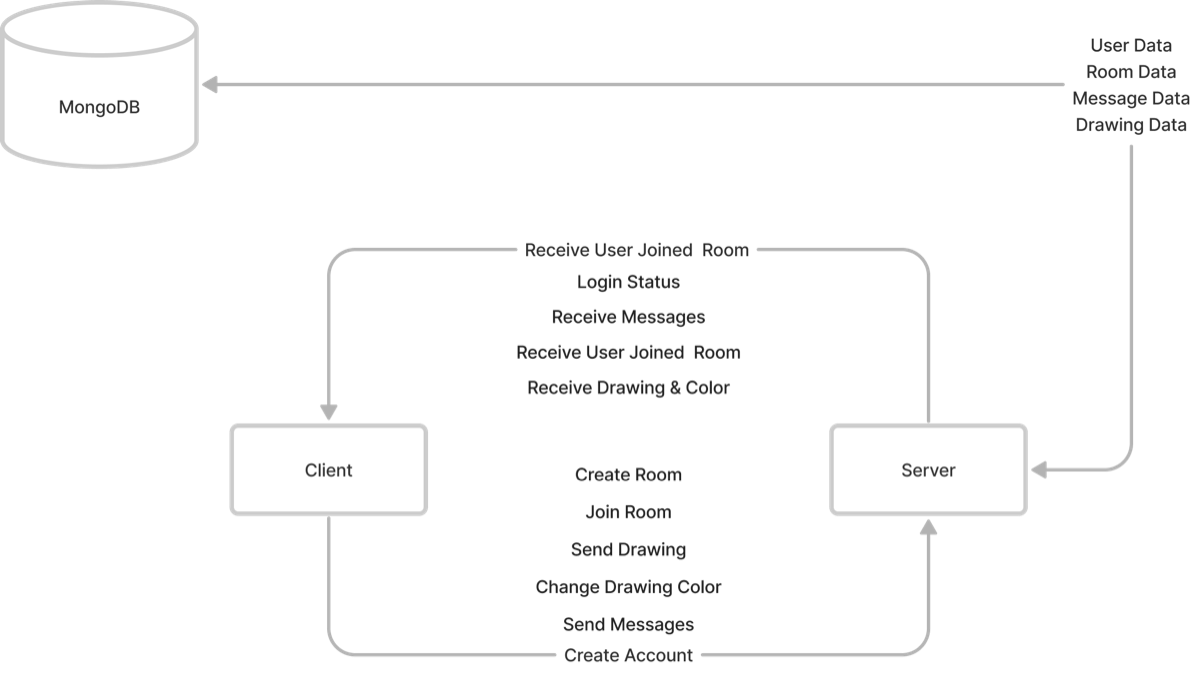 User Data
Room Data
Message Data
Drawing Data
MongoDB
Receive User Joined  Room
Login Status
Receive Messages
Receive User Joined  Room
Receive Drawing & Color
Client
Server
Create Room
Join Room
Send Drawing
Change Drawing Color
Send Messages
Create Account